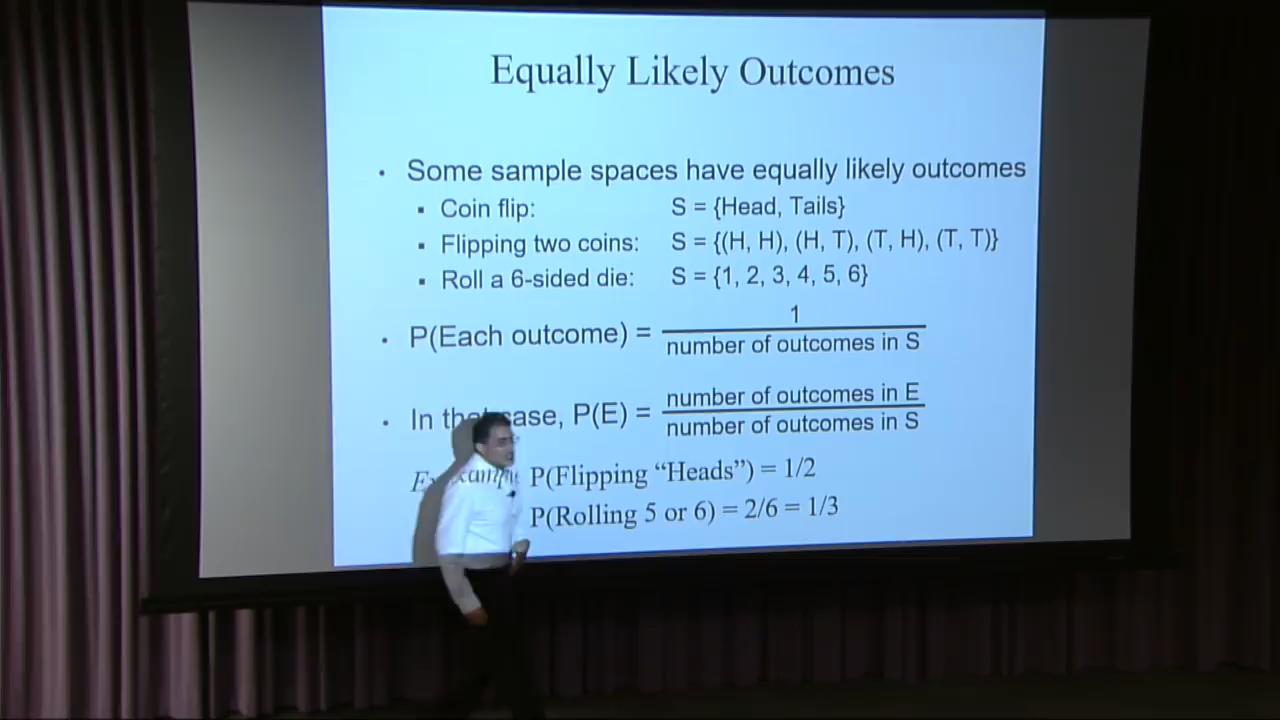 Equally Likely Outcomes
• Some sample spaces have equally likely outcomes
▪ Coin flip: S = {Head, Tails}
▪ Flipping two coins: S = {(H, H), (H, T), (T, H), (T, T)}
▪ Roll a 6-sided die: S = {1, 2, 3, 4, 5, 6}
1
• P(Each outcome) =
number of outcomes in S
number of outcomes in E
• In that case, P(E) =
number of outcomes in S
P(Flipping “Heads”) = 1/2
P(Rolling 5 or 6) = 2/6 = 1/3